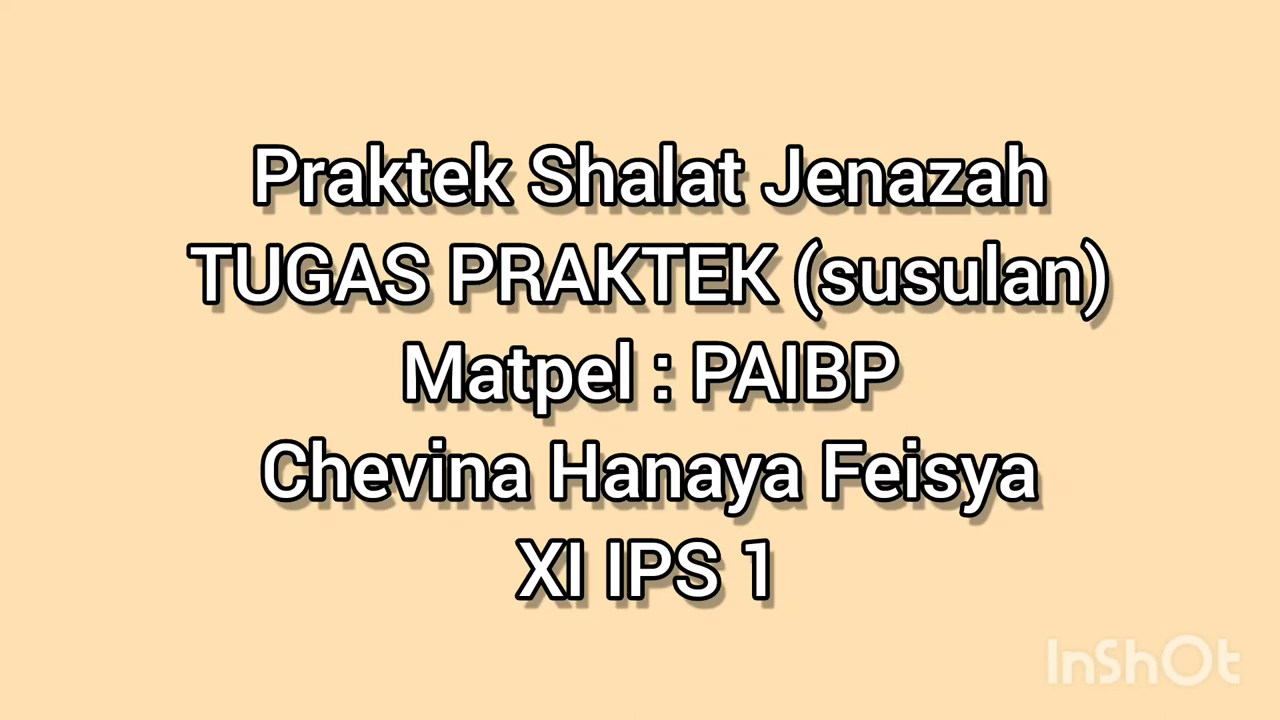 Praktek Shalat Jenazah
TUGAS PRAKTEK (susulan)
Matpel : PAIBP
Chevina Hanaya Feisya
XI IPS 1
InShOt